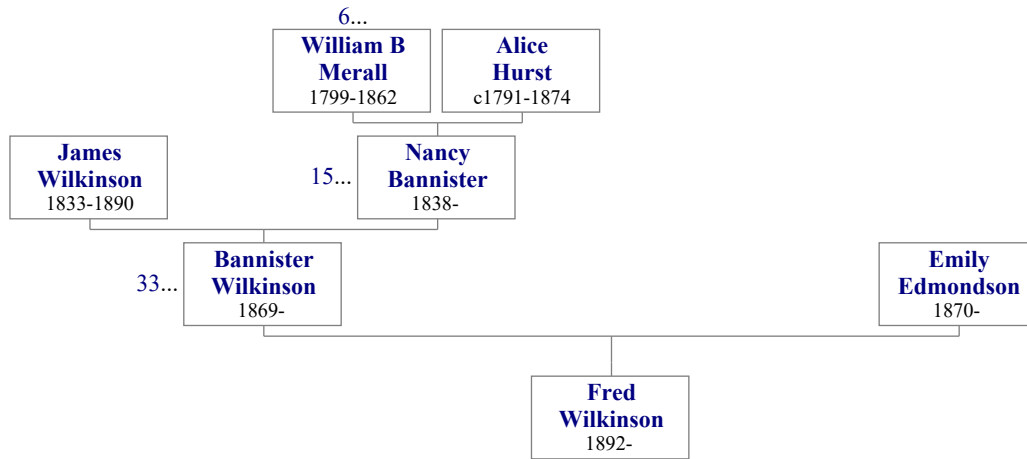 6...
William B
Merall
1799-1862
Alice
Hurst
c1791-1874
James
Wilkinson
1833-1890
15...
Nancy
Bannister
1838-
33...
Bannister
Wilkinson
1869-
Emily
Edmondson
1870-
Fred
Wilkinson
1892-